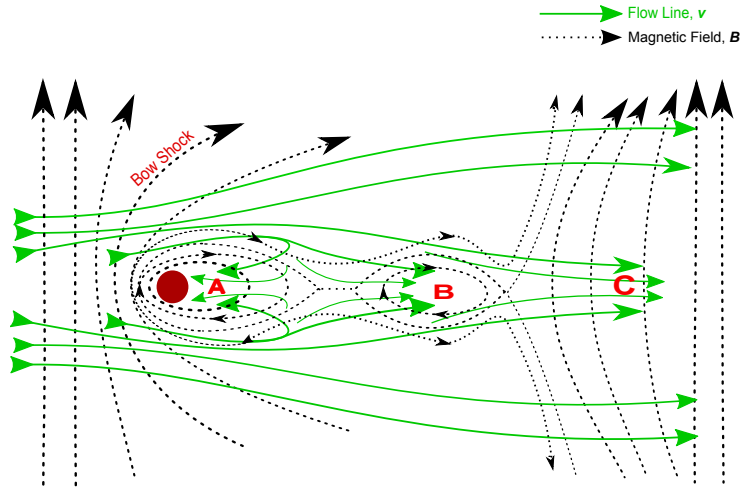 Flow Line, v
Magnetic Field, B
Bow Shock
A
B
C